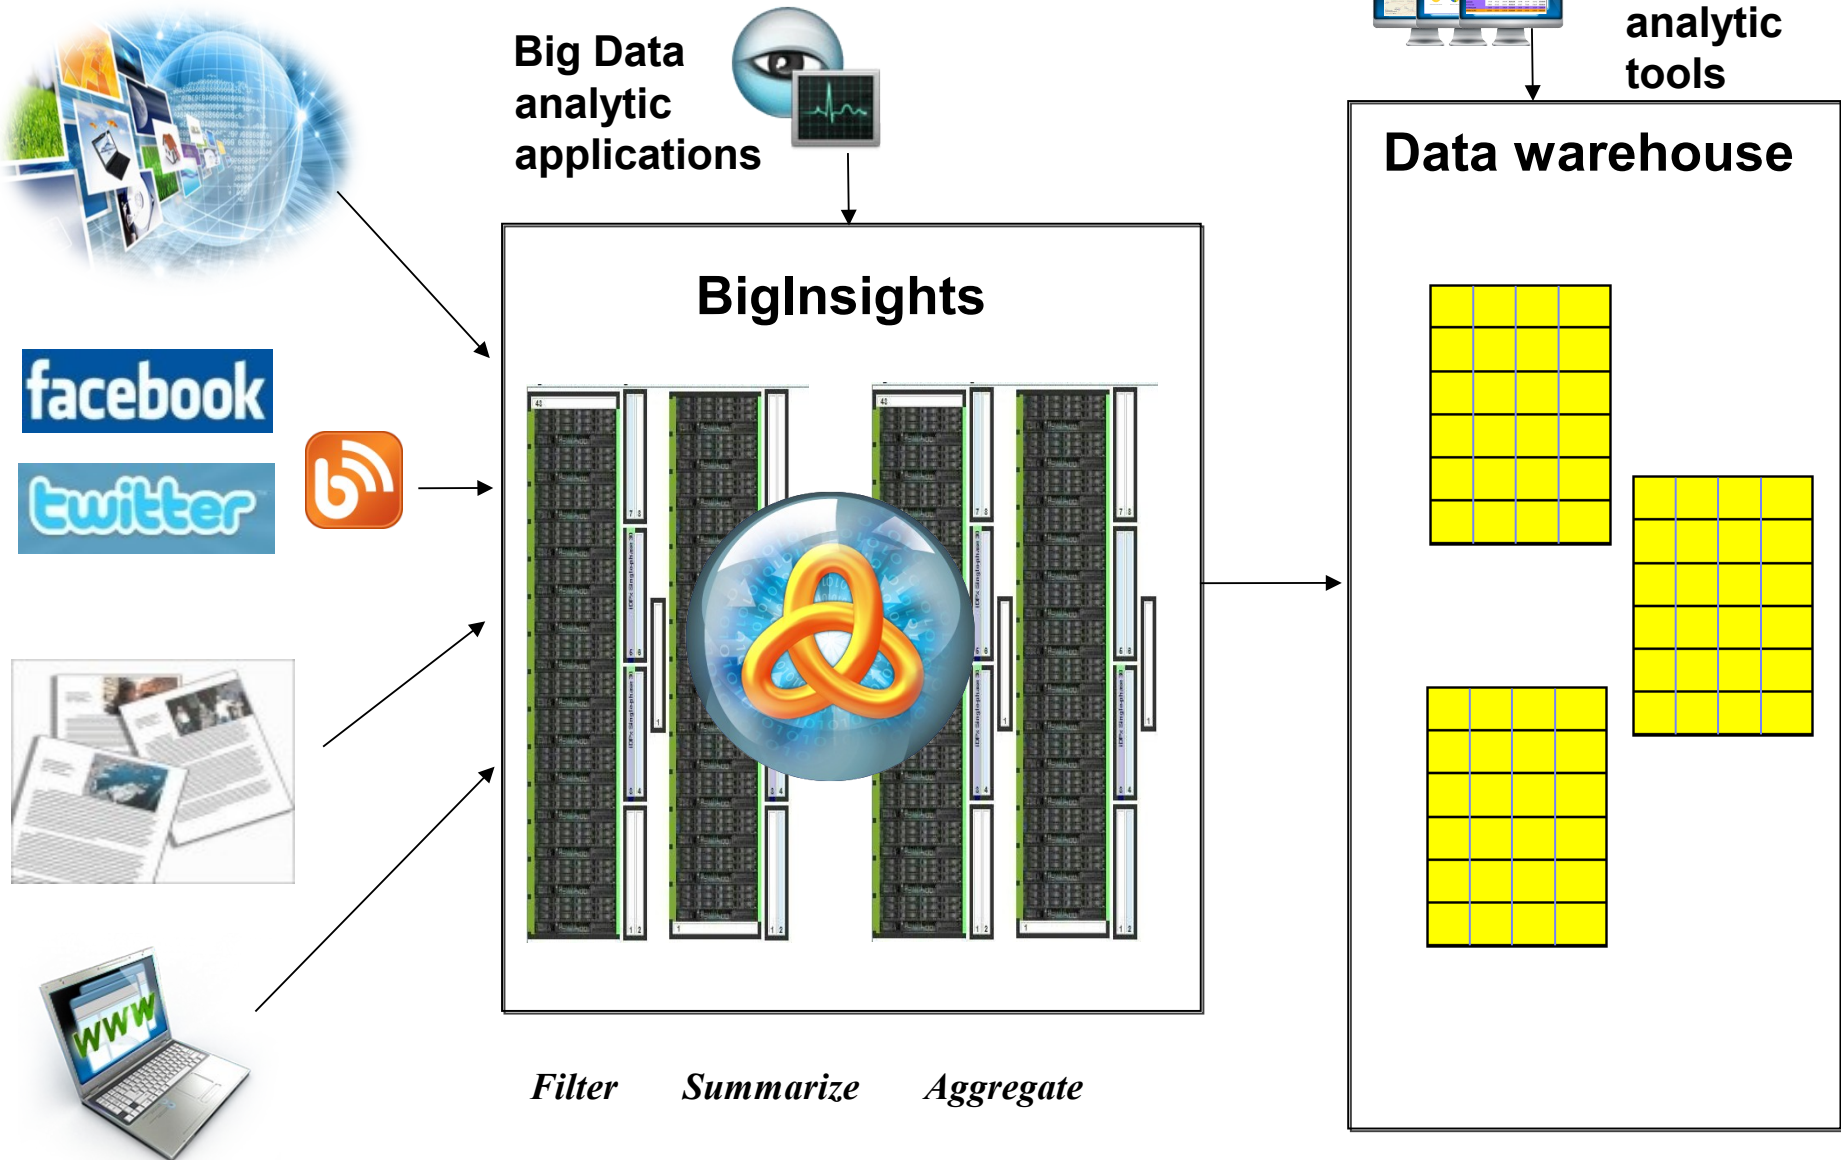 analytic
tools
Big Data
analytic
applications
Data warehouse
BigInsights
facebook
twitter
www
Filter Summarize Aggregate